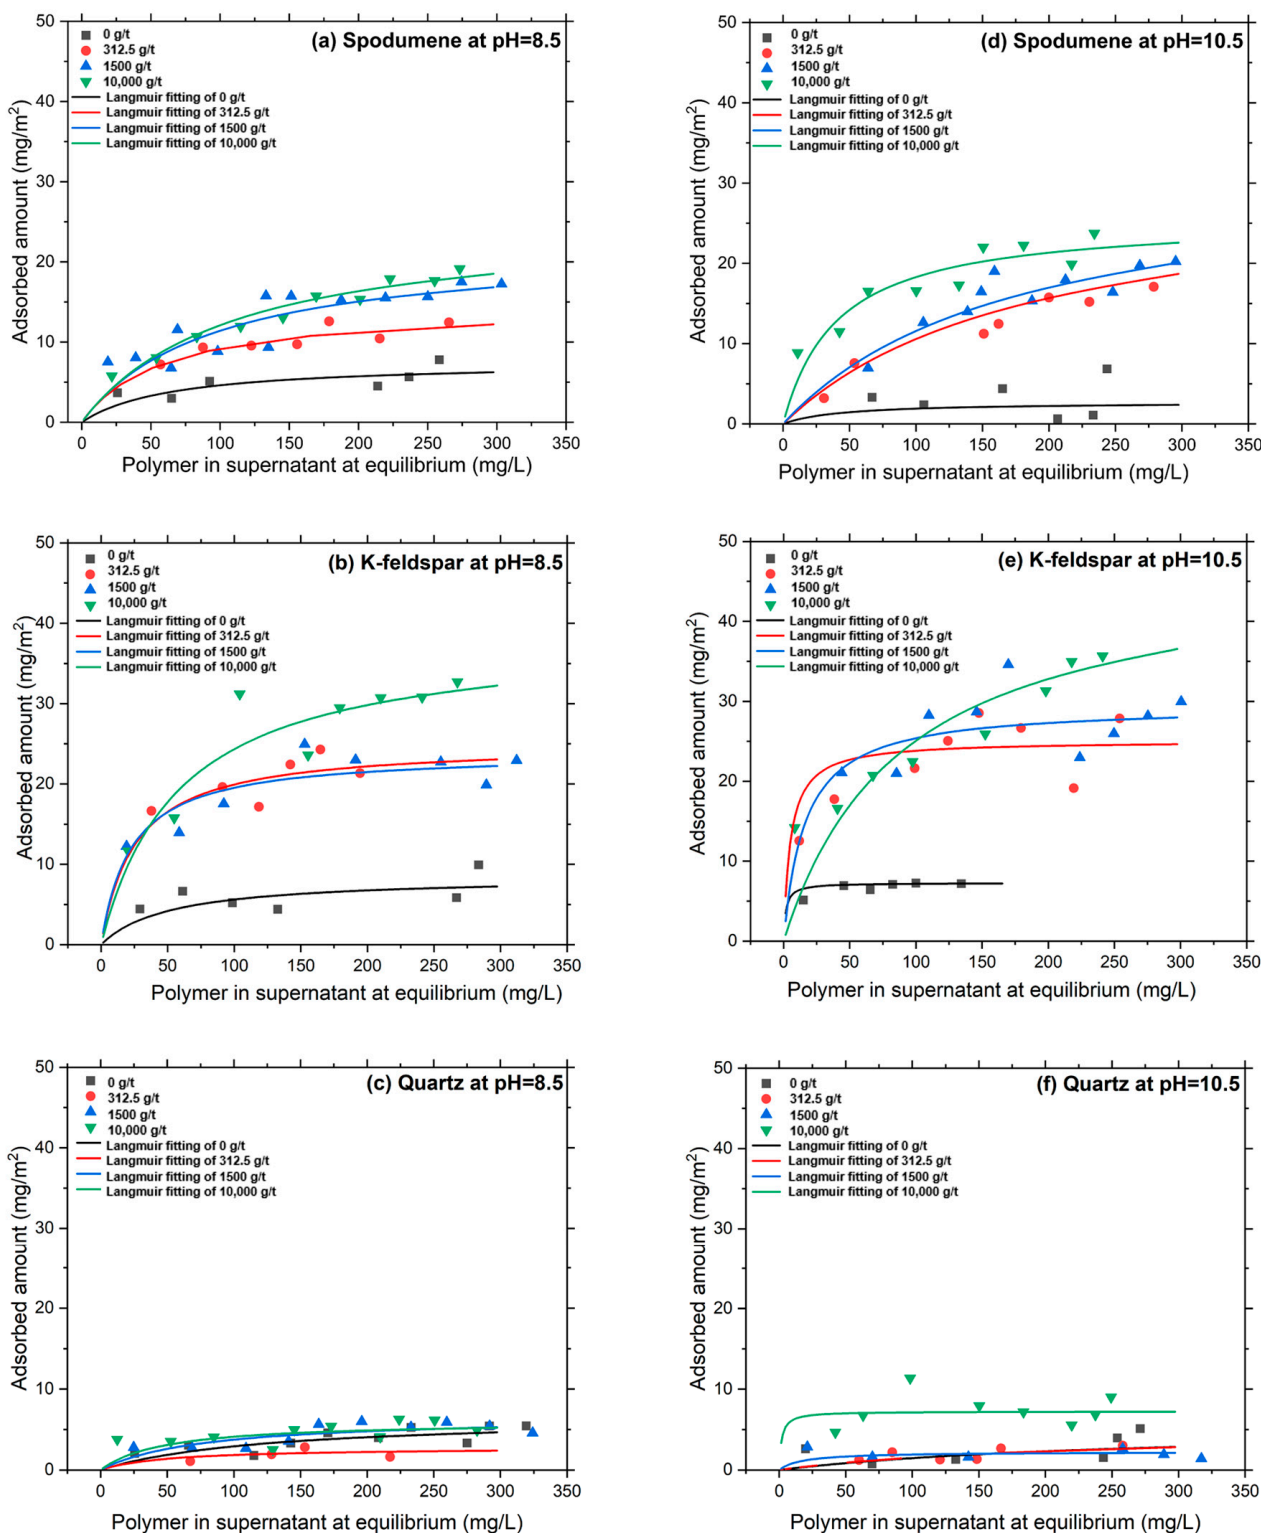 (a) Spodumene at pH=8.5
0 g/t
312.5 g/t
1500 g/t
10,000 g/t
Langmuir fitting of 0 g/t
Langmuir fitting of 312.5 g/t
Langmuir fitting of 1500 g/t
Langmuir fitting of 10,000 g/t
Adsorbed amount (mg/m²)
50
40
30
20
10
0
0 50 100 150 200 250 300 350
Polymer in supernatant at equilibrium (mg/L)
(d) Spodumene at pH=10.5
0 g/t
312.5 g/t
1500 g/t
10,000 g/t
Langmuir fitting of 0 g/t
Langmuir fitting of 312.5 g/t
Langmuir fitting of 1500 g/t
Langmuir fitting of 10,000 g/t
Adsorbed amount (mg/m²)
50
40
30
20
10
0
0 50 100 150 200 250 300 350
Polymer in supernatant at equilibrium (mg/L)
(b) K-feldspar at pH=8.5
0 g/t
312.5 g/t
1500 g/t
10,000 g/t
Langmuir fitting of 0 g/t
Langmuir fitting of 312.5 g/t
Langmuir fitting of 1500 g/t
Langmuir fitting of 10,000 g/t
Adsorbed amount (mg/m²)
50
40
30
20
10
0
0 50 100 150 200 250 300 350
Polymer in supernatant at equilibrium (mg/L)
(e) K-feldspar at pH=10.5
0 g/t
312.5 g/t
1500 g/t
10,000 g/t
Langmuir fitting of 0 g/t
Langmuir fitting of 312.5 g/t
Langmuir fitting of 1500 g/t
Langmuir fitting of 10,000 g/t
Adsorbed amount (mg/m²)
50
40
30
20
10
0
0 50 100 150 200 250 300 350
Polymer in supernatant at equilibrium (mg/L)
(c) Quartz at pH=8.5
0 g/t
312.5 g/t
1500 g/t
10,000 g/t
Langmuir fitting of 0 g/t
Langmuir fitting of 312.5 g/t
Langmuir fitting of 1500 g/t
Langmuir fitting of 10,000 g/t
Adsorbed amount (mg/m²)
50
40
30
20
10
0
0 50 100 150 200 250 300 350
Polymer in supernatant at equilibrium (mg/L)
(f) Quartz at pH=10.5
0 g/t
312.5 g/t
1500 g/t
10,000 g/t
Langmuir fitting of 0 g/t
Langmuir fitting of 312.5 g/t
Langmuir fitting of 1500 g/t
Langmuir fitting of 10,000 g/t
Adsorbed amount (mg/m²)
50
40
30
20
10
0
0 50 100 150 200 250 300 350
Polymer in supernatant at equilibrium (mg/L)